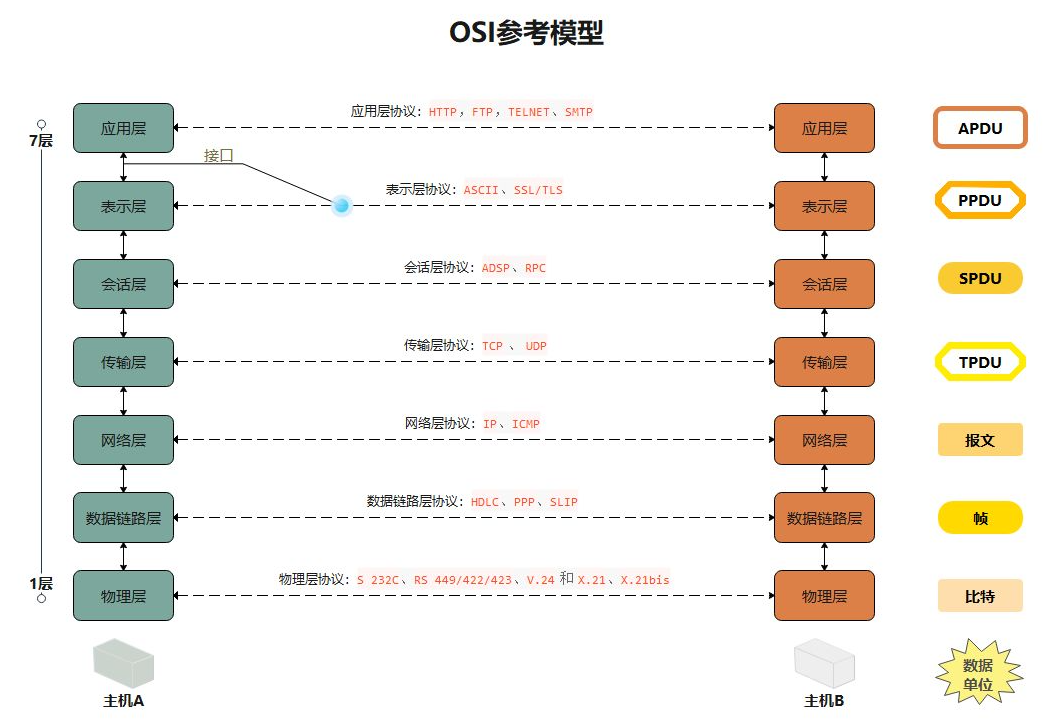 OSI参考模型
7层
应用层
应用层协议：HTTP，FTP，TELNET、SMTP
应用层
APDU
接口
表示层
表示层协议：ASCII、SSL/TLS
表示层
PPDU
会话层
会话层协议：ADSP、RPC
会话层
SPDU
传输层
传输层协议：TCP 、 UDP
传输层
TPDU
网络层
网络层协议：IP、ICMP
网络层
报文
数据链路层
数据链路层协议：HDLC、PPP、SLIP
数据链路层
帧
1层
物理层
物理层协议：S 232C、RS 449/422/423、V.24 和 X.21、X.21bis
物理层
比特
主机A
主机B
数据
单位